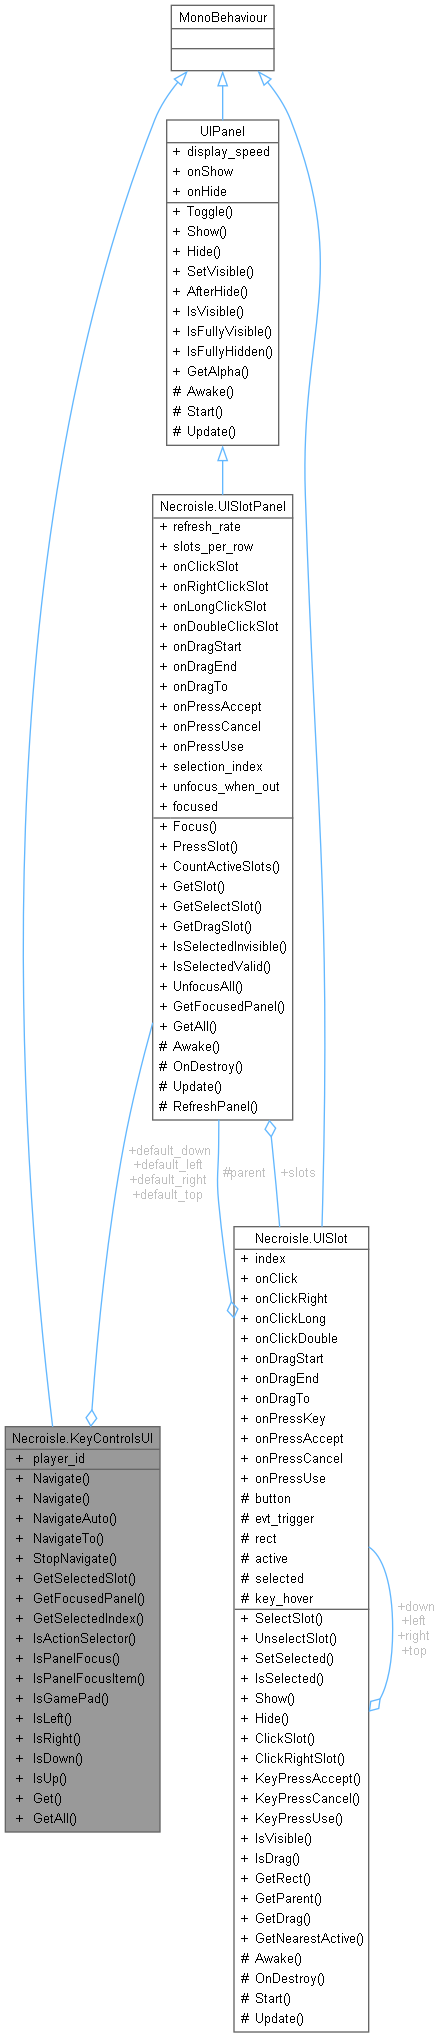 MonoBehaviour
UIPanel
+ display_speed
+ onShow
+ onHide
+ Toggle()
+ Show()
+ Hide()
+ SetVisible()
+ AfterHide()
+ IsVisible()
+ IsFullyVisible()
+ IsFullyHidden()
+ GetAlpha()
# Awake()
# Start()
# Update()
Necroisle.UISlotPanel
+ refresh_rate
+ slots_per_row
+ onClickSlot
+ onRightClickSlot
+ onLongClickSlot
+ onDoubleClickSlot
+ onDragStart
+ onDragEnd
+ onDragTo
+ onPressAccept
+ onPressCancel
+ onPressUse
+ selection_index
+ unfocus_when_out
+ focused
+ Focus()
+ PressSlot()
+ CountActiveSlots()
+ GetSlot()
+ GetSelectSlot()
+ GetDragSlot()
+ IsSelectedInvisible()
+ IsSelectedValid()
+ UnfocusAll()
+ GetFocusedPanel()
+ GetAll()
# Awake()
# OnDestroy()
# Update()
# RefreshPanel()
+default_down
+default_left
+default_right
+default_top
#parent
+slots
Necroisle.UISlot
+ index
+ onClick
+ onClickRight
+ onClickLong
+ onClickDouble
+ onDragStart
+ onDragEnd
+ onDragTo
+ onPressKey
+ onPressAccept
+ onPressCancel
+ onPressUse
# button
# evt_trigger
# rect
# active
# selected
# key_hover
+ SelectSlot()
+ UnselectSlot()
+ SetSelected()
+ IsSelected()
+ Show()
+ Hide()
+ ClickSlot()
+ ClickRightSlot()
+ KeyPressAccept()
+ KeyPressCancel()
+ KeyPressUse()
+ IsVisible()
+ IsDrag()
+ GetRect()
+ GetParent()
+ GetDrag()
+ GetNearestActive()
# Awake()
# OnDestroy()
# Start()
# Update()
+down
+left
+right
+top
Necroisle.KeyControlsUI
+ player_id
+ Navigate()
+ Navigate()
+ NavigateAuto()
+ NavigateTo()
+ StopNavigate()
+ GetSelectedSlot()
+ GetFocusedPanel()
+ GetSelectedIndex()
+ IsActionSelector()
+ IsPanelFocus()
+ IsPanelFocusItem()
+ IsGamePad()
+ IsLeft()
+ IsRight()
+ IsDown()
+ IsUp()
+ Get()
+ GetAll()